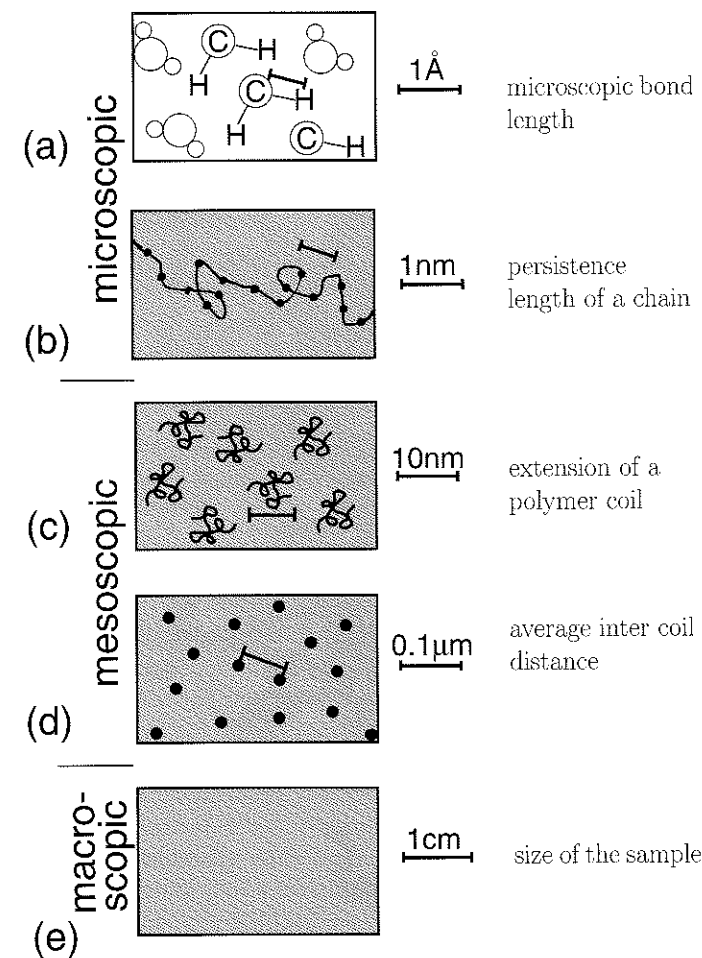 C
H
H
C
H
H
C
H
1Å
microscopic bond
length
(a)
microscopic
1nm
persistence
length of a chain
(b)
10nm
extension of a
polymer coil
(c)
mesoscopic
0.1μm
average inter coil
distance
(d)
macro-
scopic
1cm
size of the sample
(e)